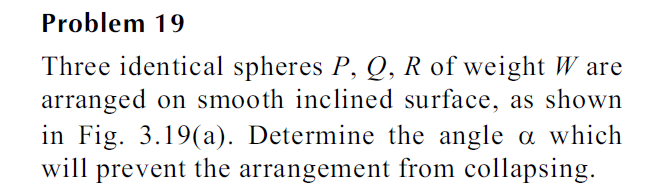 Problem 19
Three identical spheres P, Q, R of weight W are
arranged on smooth inclined surface, as shown
in Fig. 3.19(a). Determine the angle α which
will prevent the arrangement from collapsing.